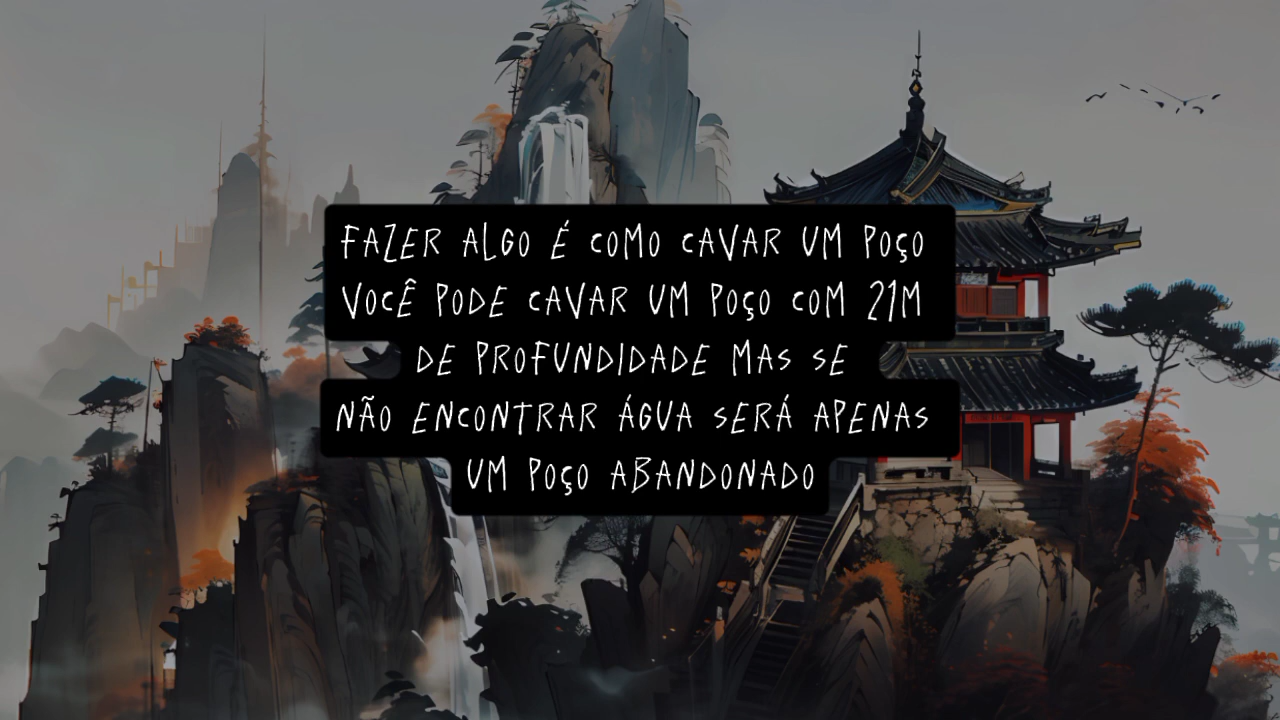 FAZER ALGO É COMO CAVAR UM POÇO
VOCÊ PODE CAVAR UM POÇO COM 21M
DE PROFUNDIDADE MAS SE
NÃO ENCONTRAR ÁGUA SERÁ APENAS
UM POÇO ABANDONADO